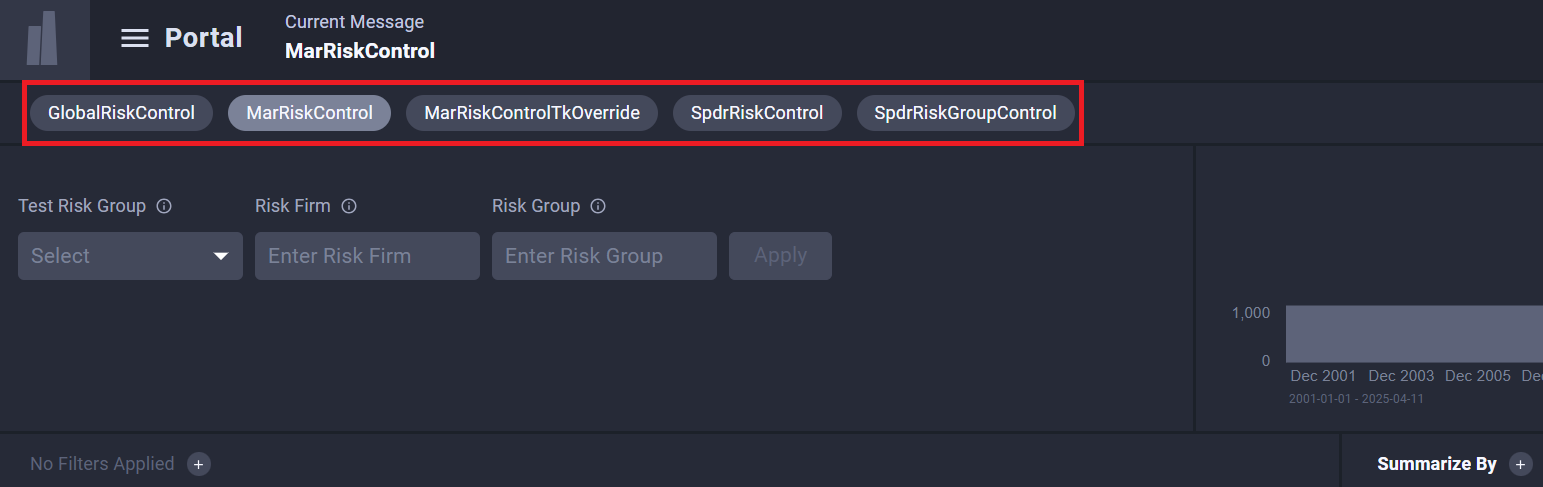 Portal
Current Message
MarRiskControl
GlobalRiskControl MarRiskControl MarRiskControlTkOverride SpdrRiskControl SpdrRiskGroupControl
Test Risk Group Risk Firm Risk Group
Select Enter Risk Firm Enter Risk Group Apply
1,000
0
Dec 2001 Dec 2003 Dec 2005 De
2001-01-01 - 2025-04-11
No Filters Applied + Summarize By +